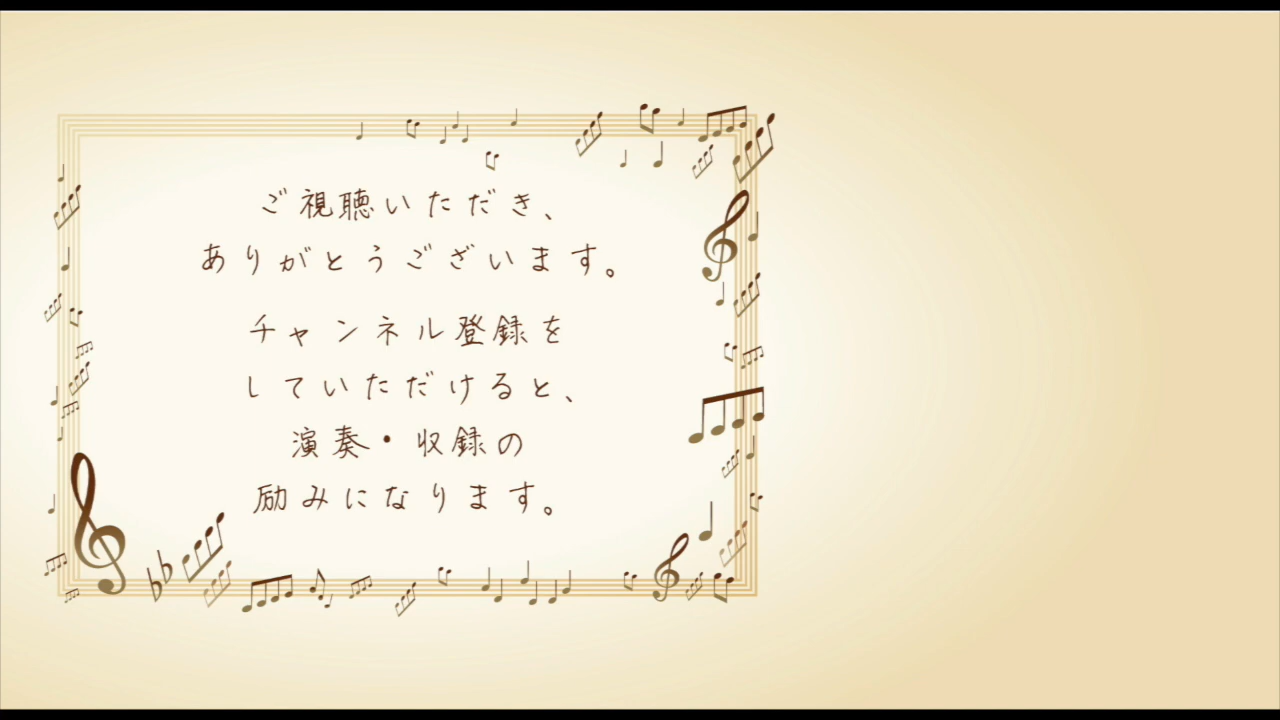 ご視聴いただき、
ありがとうございます。
チャンネル登録を
していただけると、
演奏・収録の
励みになります。